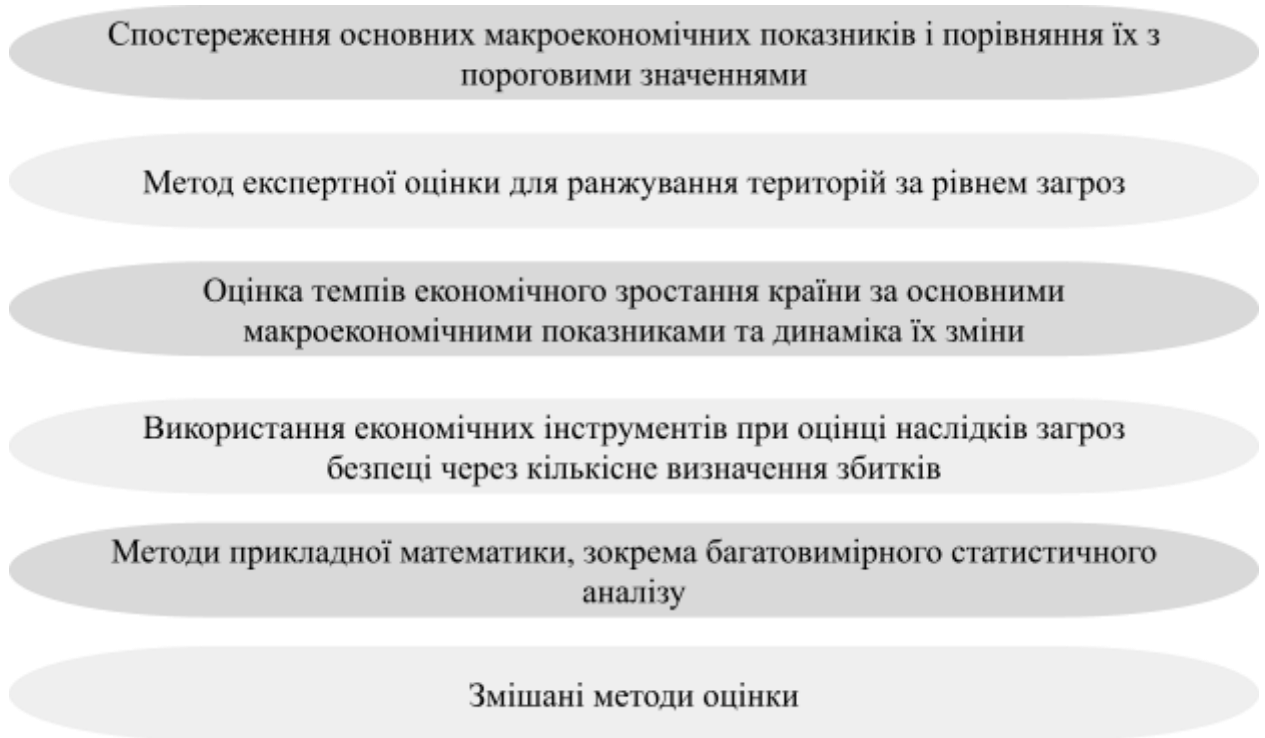 Спостереження основних макроекономічних показників і порівняння їх з
пороговими значеннями
Метод експертної оцінки для ранжування територій за рівнем загроз
Оцінка темпів економічного зростання країни за основними
макроекономічними показниками та динаміка їх зміни
Використання економічних інструментів при оцінці наслідків загроз
безпеці через кількісне визначення збитків
Методи прикладної математики, зокрема багатовимірного статистичного
аналізу
Змішані методи оцінки